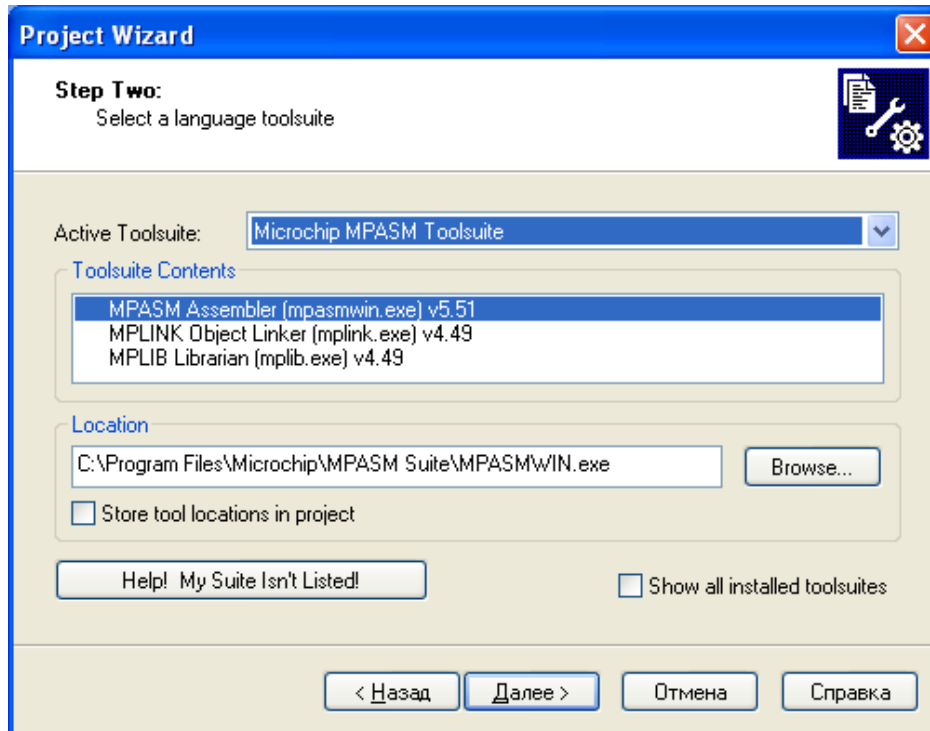 Project Wizard
Step Two:
Select a language toolsuite
Active Toolsuite: Microchip MPASM Toolsuite
Toolsuite Contents
MPASM Assembler (mpasmwin.exe) v5.51
MPLINK Object Linker (mplink.exe) v4.49
MPLIB Librarian (mplib.exe) v4.49
Location
C:\Program Files\Microchip\MPASM Suite\MPASMWIN.exe Browse...
Store tool locations in project
Help! My Suite Isn't Listed! Show all installed toolsuites
< Назад Далее > Отмена Справка